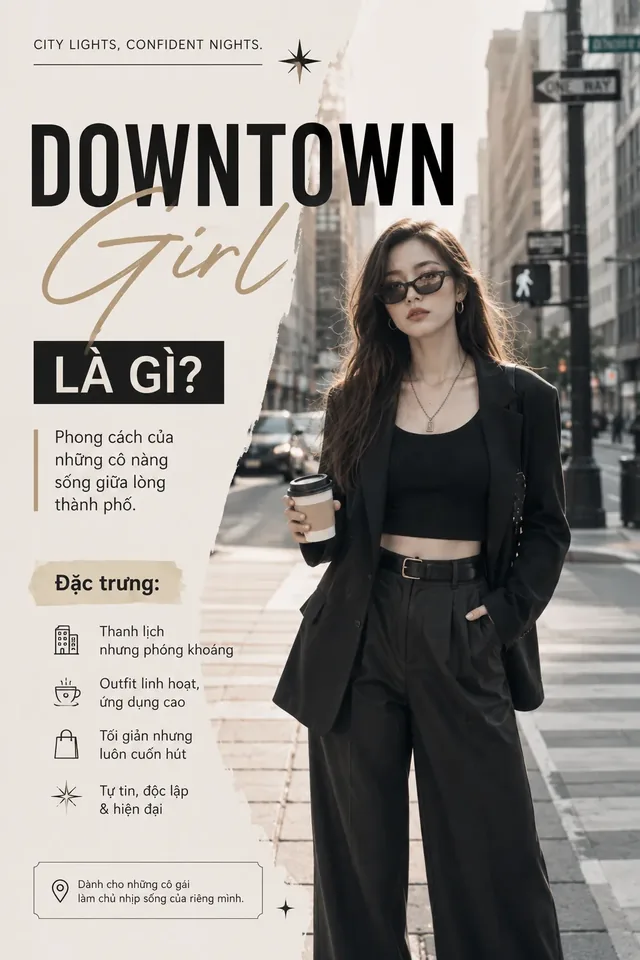 CITY LIGHTS, CONFIDENT NIGHTS.
DOWNTOWN
Girl
LÀ GÌ?
Phong cách của
những cô nàng
sống giữa lòng
thành phố.
Đặc trưng:
Thanh lịch
nhưng phóng khoáng
Outfit linh hoạt,
ứng dụng cao
Tối giản nhưng
luôn cuốn hút
Tự tin, độc lập
& hiện đại
Dành cho những cô gái
làm chủ nhịp sống của riêng mình.
ONE WAY